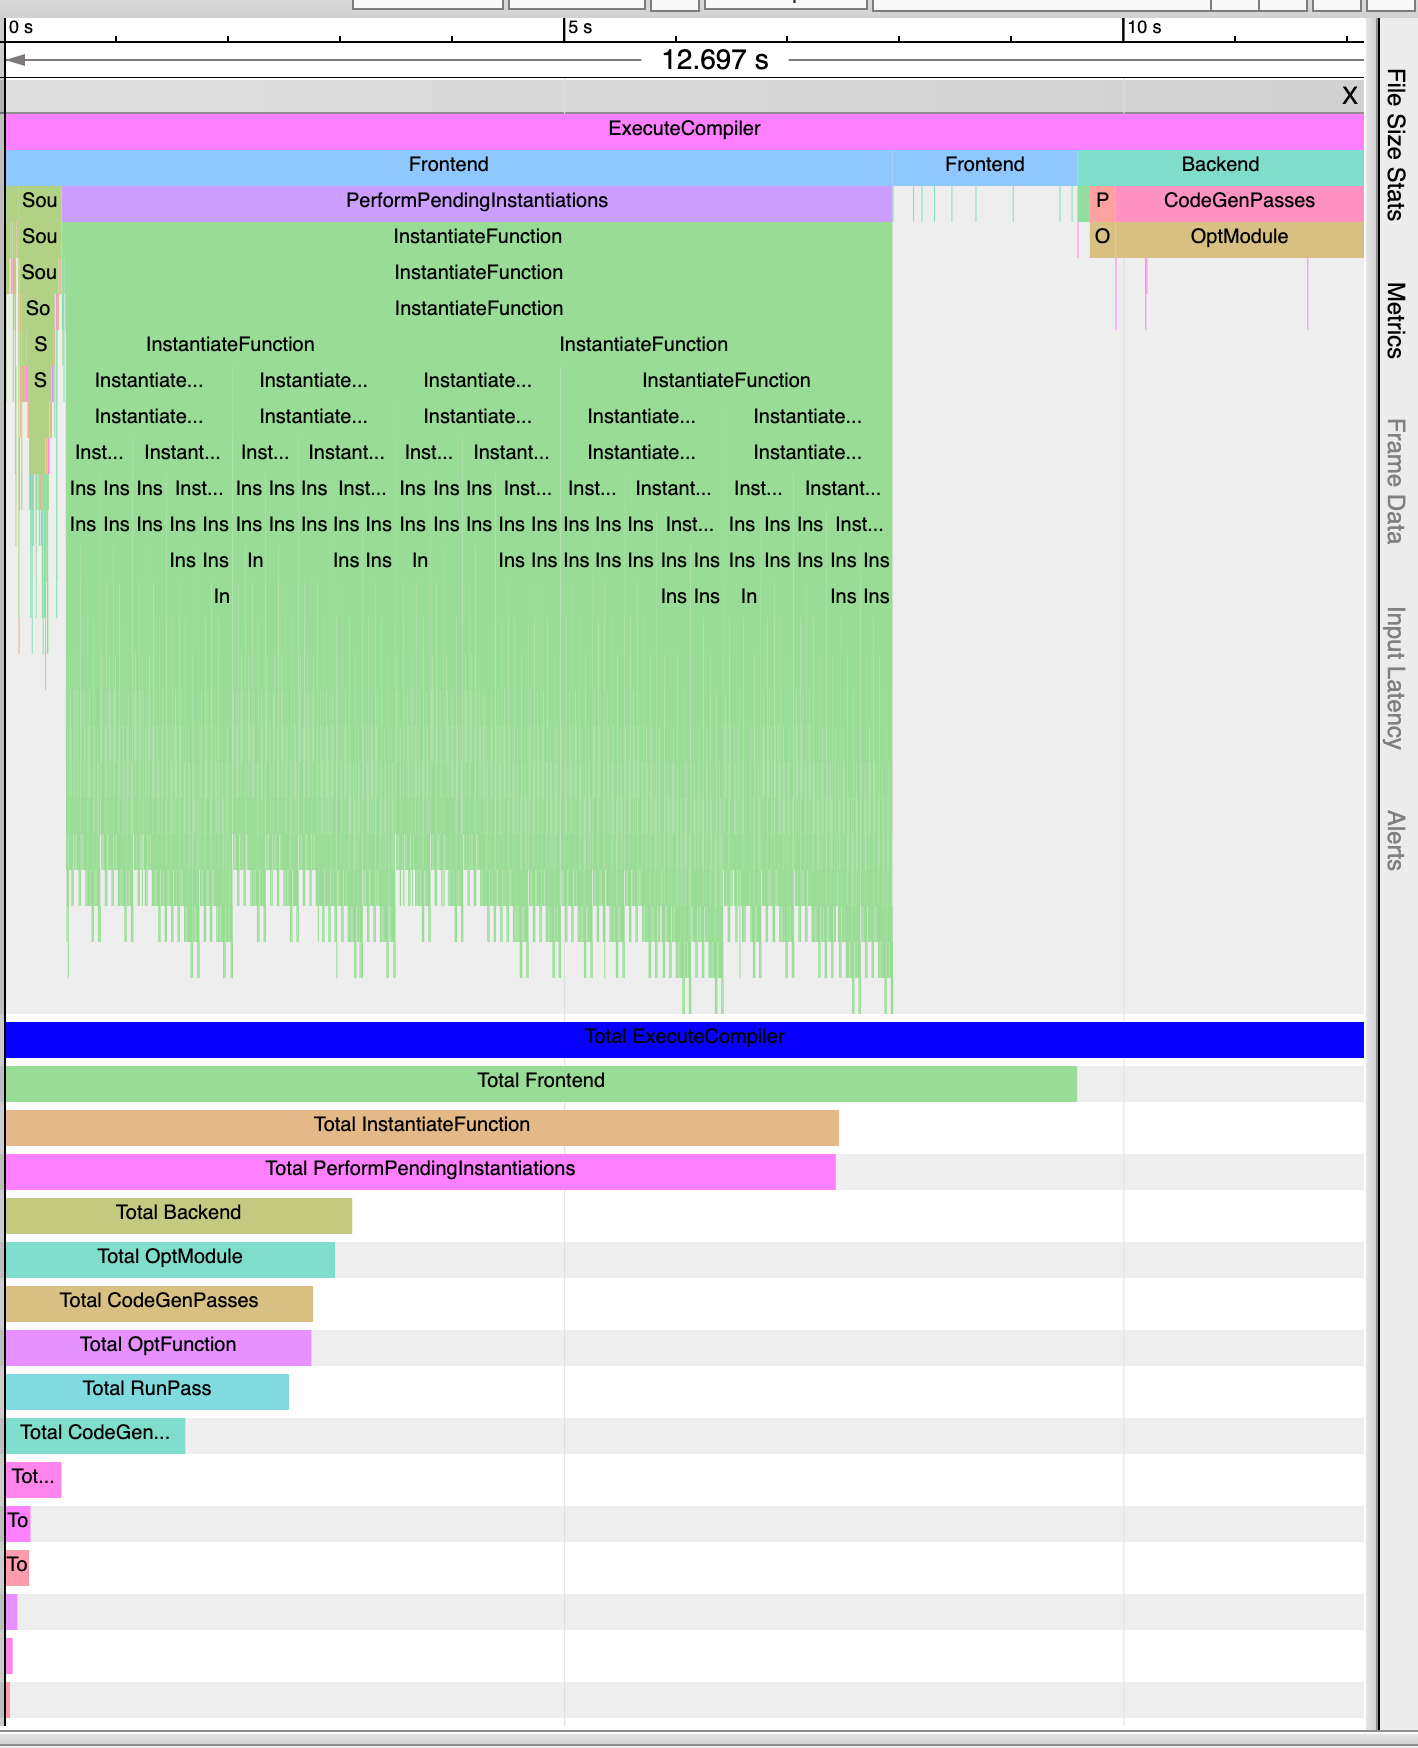 0 s 5 s 10 s
12.697 s
X
ExecuteCompiler
Frontend Frontend Backend
Sou PerformPendingInstantiations P CodeGenPasses
Sou InstantiateFunction O OptModule
Sou InstantiateFunction
So InstantiateFunction
S InstantiateFunction InstantiateFunction
S Instantiate... Instantiate... Instantiate... InstantiateFunction
Instantiate... Instantiate... Instantiate... Instantiate... Instantiate...
Inst... Instant... Inst... Instant... Inst... Instant... Instantiate... Instantiate...
Ins Ins Ins Inst... Ins Ins Ins Inst... Ins Ins Ins Inst... Inst... Instant... Inst... Instant...
Ins Ins Ins Ins Ins Ins Ins Ins Ins Ins Ins Ins Ins Ins Ins Ins Ins Ins Inst... Ins Ins Ins Inst...
Ins Ins In Ins Ins In Ins Ins Ins Ins Ins Ins Ins Ins Ins Ins Ins Ins
In Ins Ins In Ins Ins
Total ExecuteCompiler
Total Frontend
Total InstantiateFunction
Total PerformPendingInstantiations
Total Backend
Total OptModule
Total CodeGenPasses
Total OptFunction
Total RunPass
Total CodeGen...
Tot...
To
To
File Size Stats
Metrics
Frame Data
Input Latency
Alerts